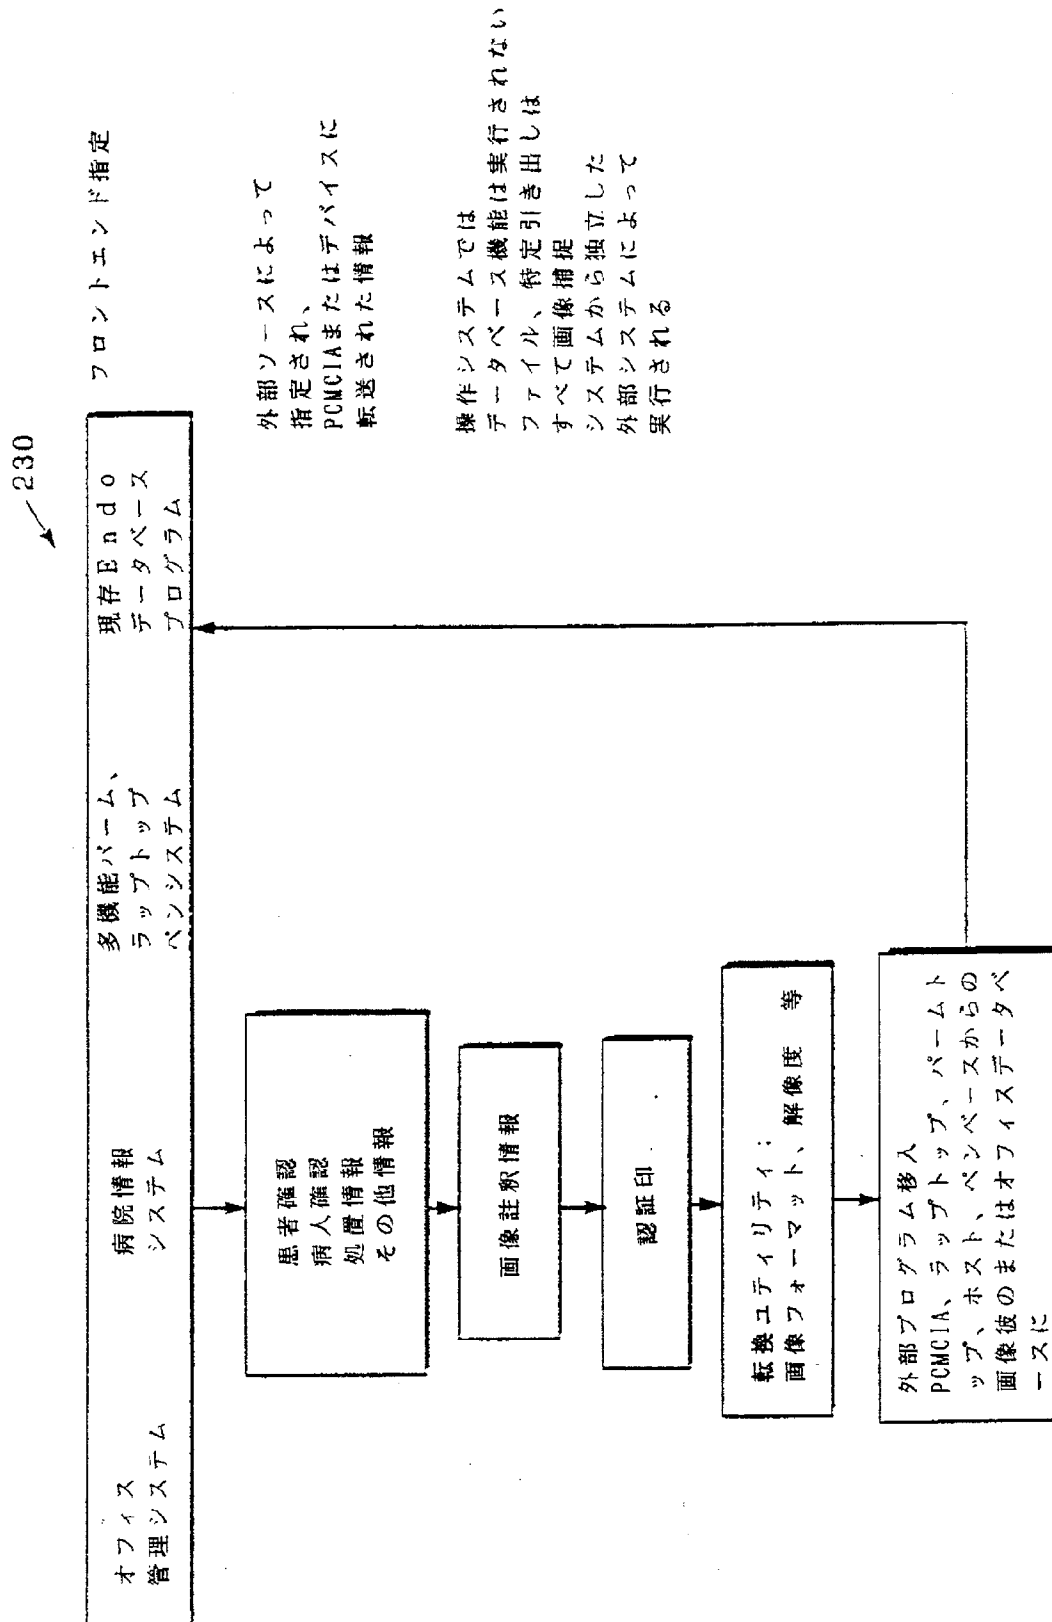 230
オフィス
管理システム
病院情報
システム
多機能パーム、
ラップトップ
ペンシステム
現存Endo
データベース
プログラム
フロントエンド指定
患者確認
病人確認
処置情報
その他情報
外部ソースによって
指定され、
PCMCIAまたはデバイスに
転送された情報
画像註釈情報
操作システムでは
データベース機能は実行されない
ファイル、特定引き出しは
すべて画像捕捉
システムから独立した
外部システムによって
実行される
認証印
転換ユティリティ:
画像フォーマット、解像度 等
外部プログラム移入
PCMCIA、ラップトップ、パームト
ップ、ホスト、ペンベースからの
画像彼のまたはオフィスデータベ
ースに